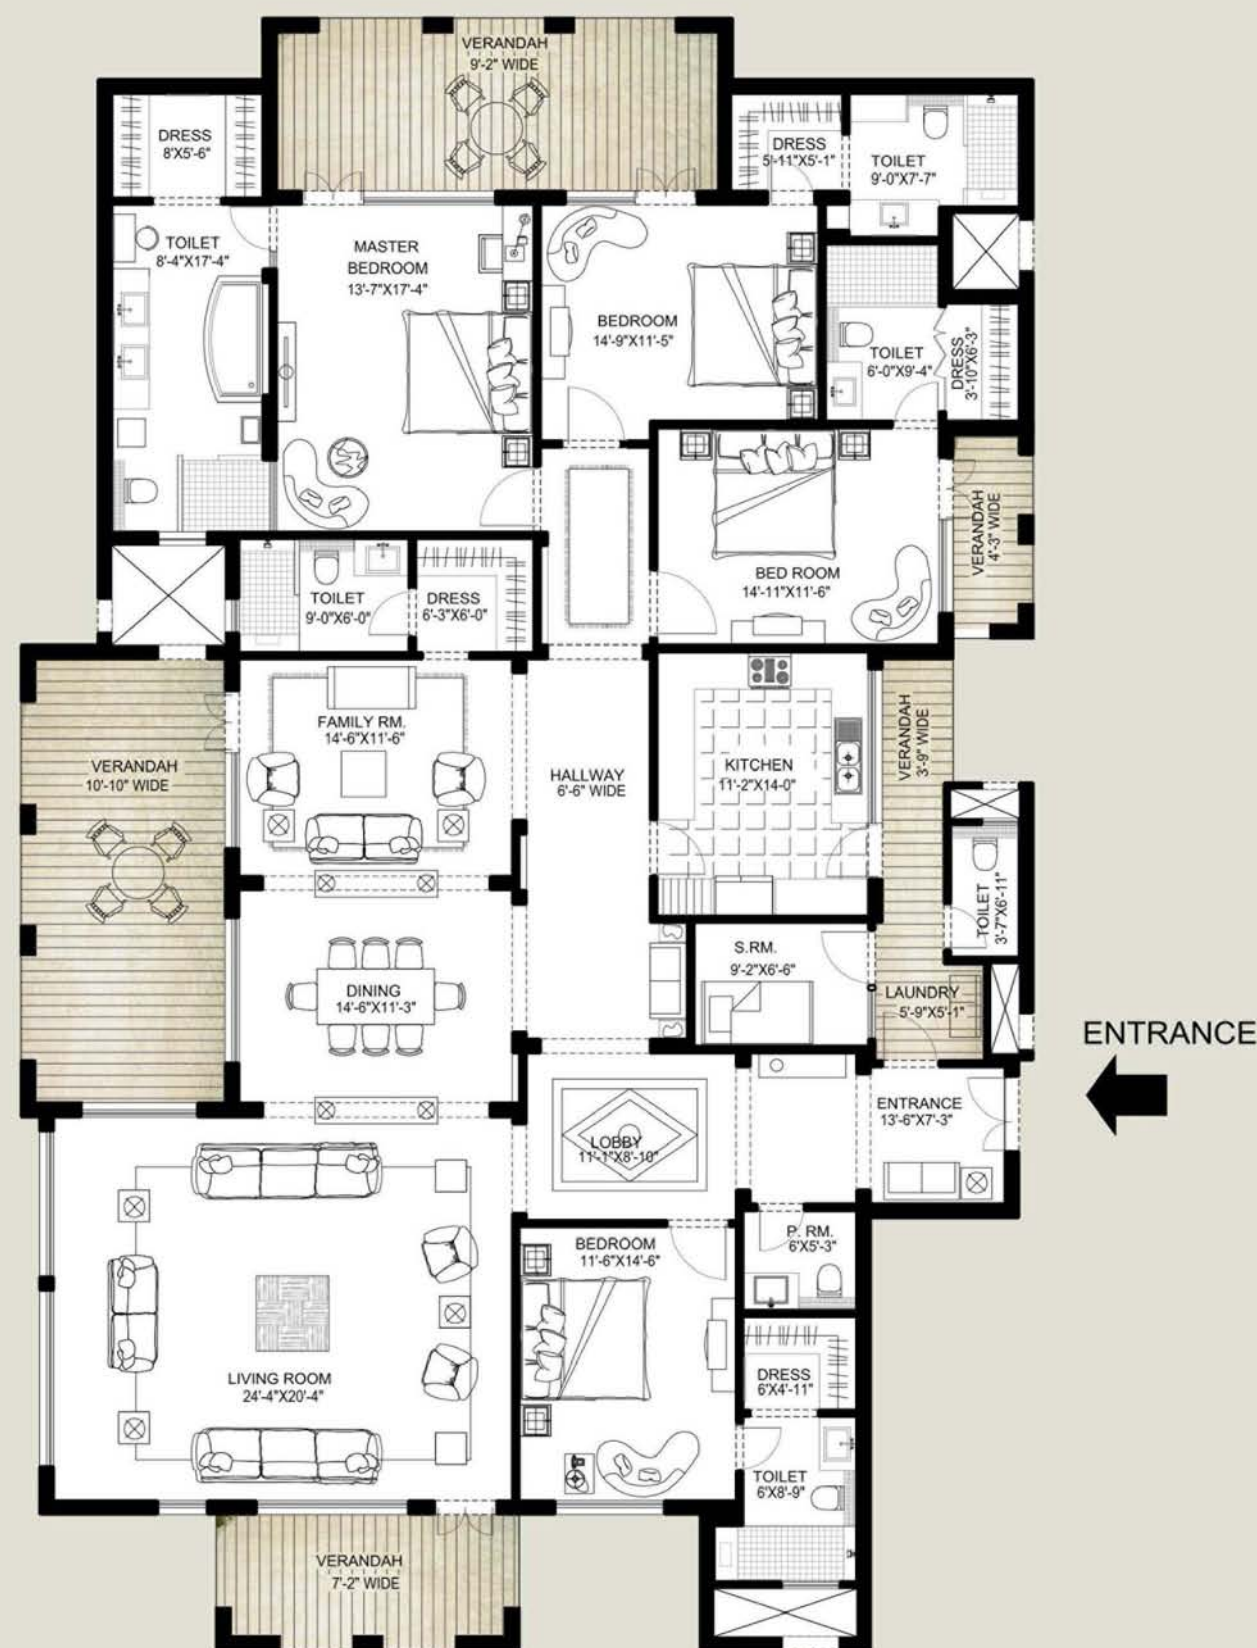 VERANDAH
9'-2" WIDE
DRESS
8'X5'-6"
DRESS
5'-11"X5'-1"
TOILET
9'-0"X7'-7"
TOILET
8'-4"X17'-4"
MASTER
BEDROOM
13'-7"X17'-4"
BEDROOM
14'-9"X11'-5"
TOILET
6'-0"X9'-4"
DRESS
3'-10"X6'-3"
VERANDAH
4'-3" WIDE
BED ROOM
14'-11"X11'-6"
TOILET
9'-0"X6'-0"
DRESS
6'-3"X6'-0"
FAMILY RM.
14'-6"X11'-6"
VERANDAH
10'-10" WIDE
HALLWAY
6'-6" WIDE
KITCHEN
11'-2"X14-0"
VERANDAH
3'-9" WIDE
TOILET
3'-7"X6'-11"
S.RM.
9'-2"X6'-6"
DINING
14'-6"X11'-3"
LAUNDRY
5'-9"X5'-1"
ENTRANCE
ENTRANCE
13'-6"X7'-3"
LOBBY
11'-1"X8'-10"
P. RM.
6'X5'-3"
BEDROOM
11'-6"X14'-6"
LIVING ROOM
24'-4"X20'-4"
DRESS
6'X4'-11"
TOILET
6'X8'-9"
VERANDAH
7'-2" WIDE